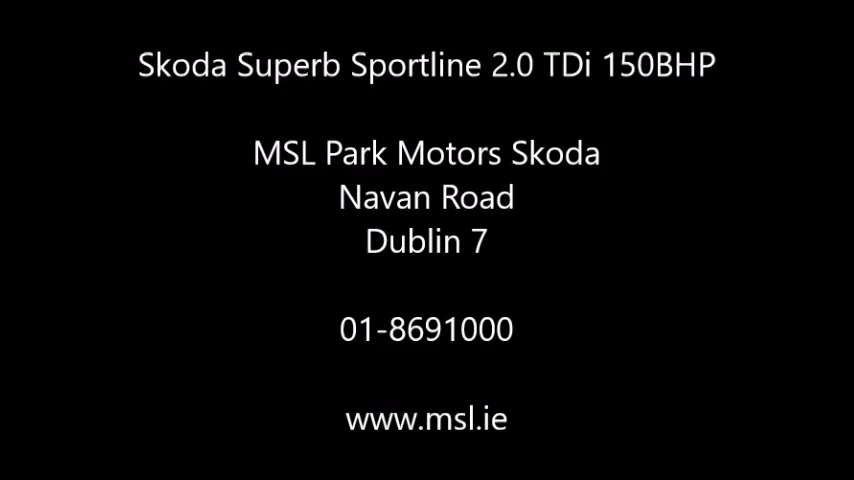 Skoda Superb Sportline 2.0 TDi 150BHP
MSL Park Motors Skoda
Navan Road
Dublin 7
01-8691000
www.msl.ie